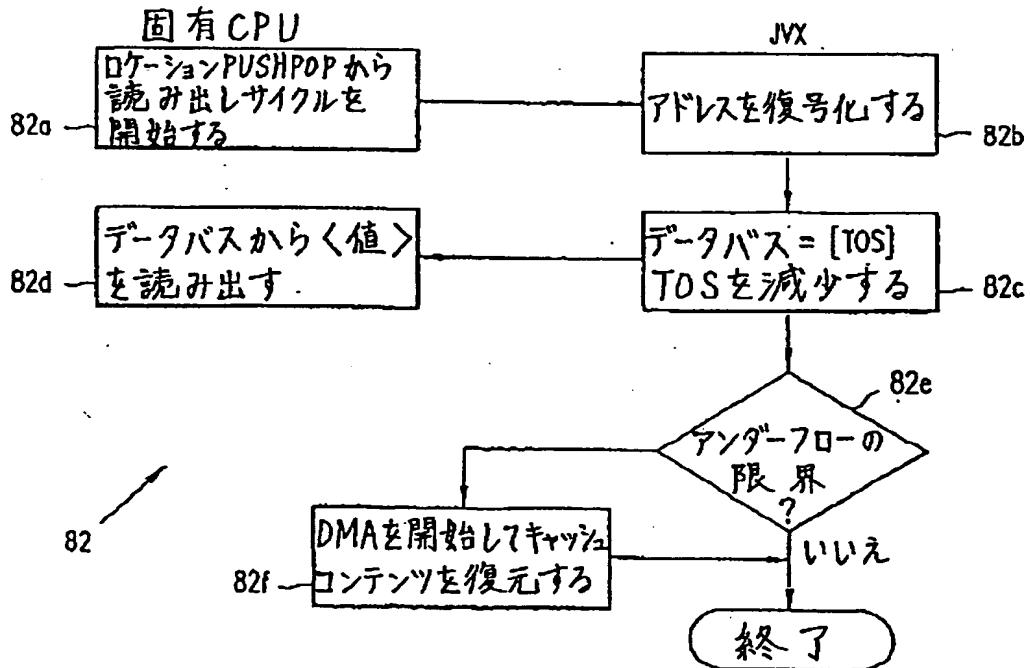 固有CPU
JVX
ロケーションPUSHPOPから
読み出しサイクルを
開始する
82a
アドレスを復号化する
82b
データバスから<値>
を読み出す
82d
データバス=[TOS]
TOSを減少する
82c
82e
アンダーフローの
限界
?
いいえ
DMAを開始してキャッシュ
コンテンツを復元する
82f
82
終了